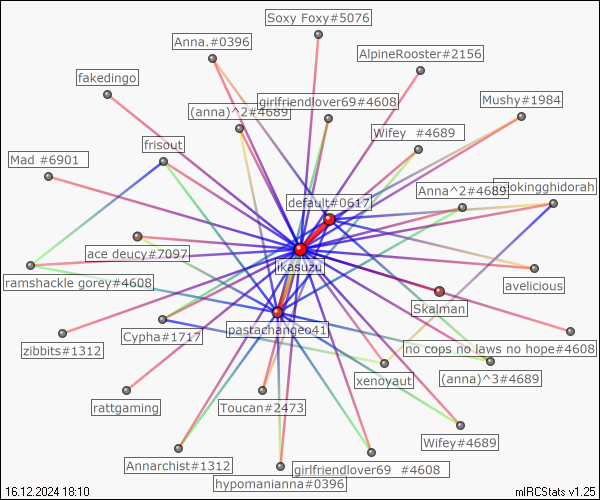 Soxy Foxy#5076
Anna.#0396
AlpineRooster#2156
fakedingo
girlfriendlover69#4608
Mushy#1984
(anna)^2#4689
Wifey #4689
frisout
Mad #6901
Anna^2#4689
ookingghidorah
default#0617
ace deucy#7097
jkasuzu
ramshackle gorey#4608
avelicious
Skalman
pastachangeo41
Cypha#1717
zibbits#1312
no cops no laws no hope#4608
xenoyaut
(anna)^3#4689
rattgaming
Toucan#2473
Wifey#4689
Annarchist#1312
girlfriendlover69 #4608
hypomanianna#0396
16.12.2024 18:10
mIRCStats v1.25